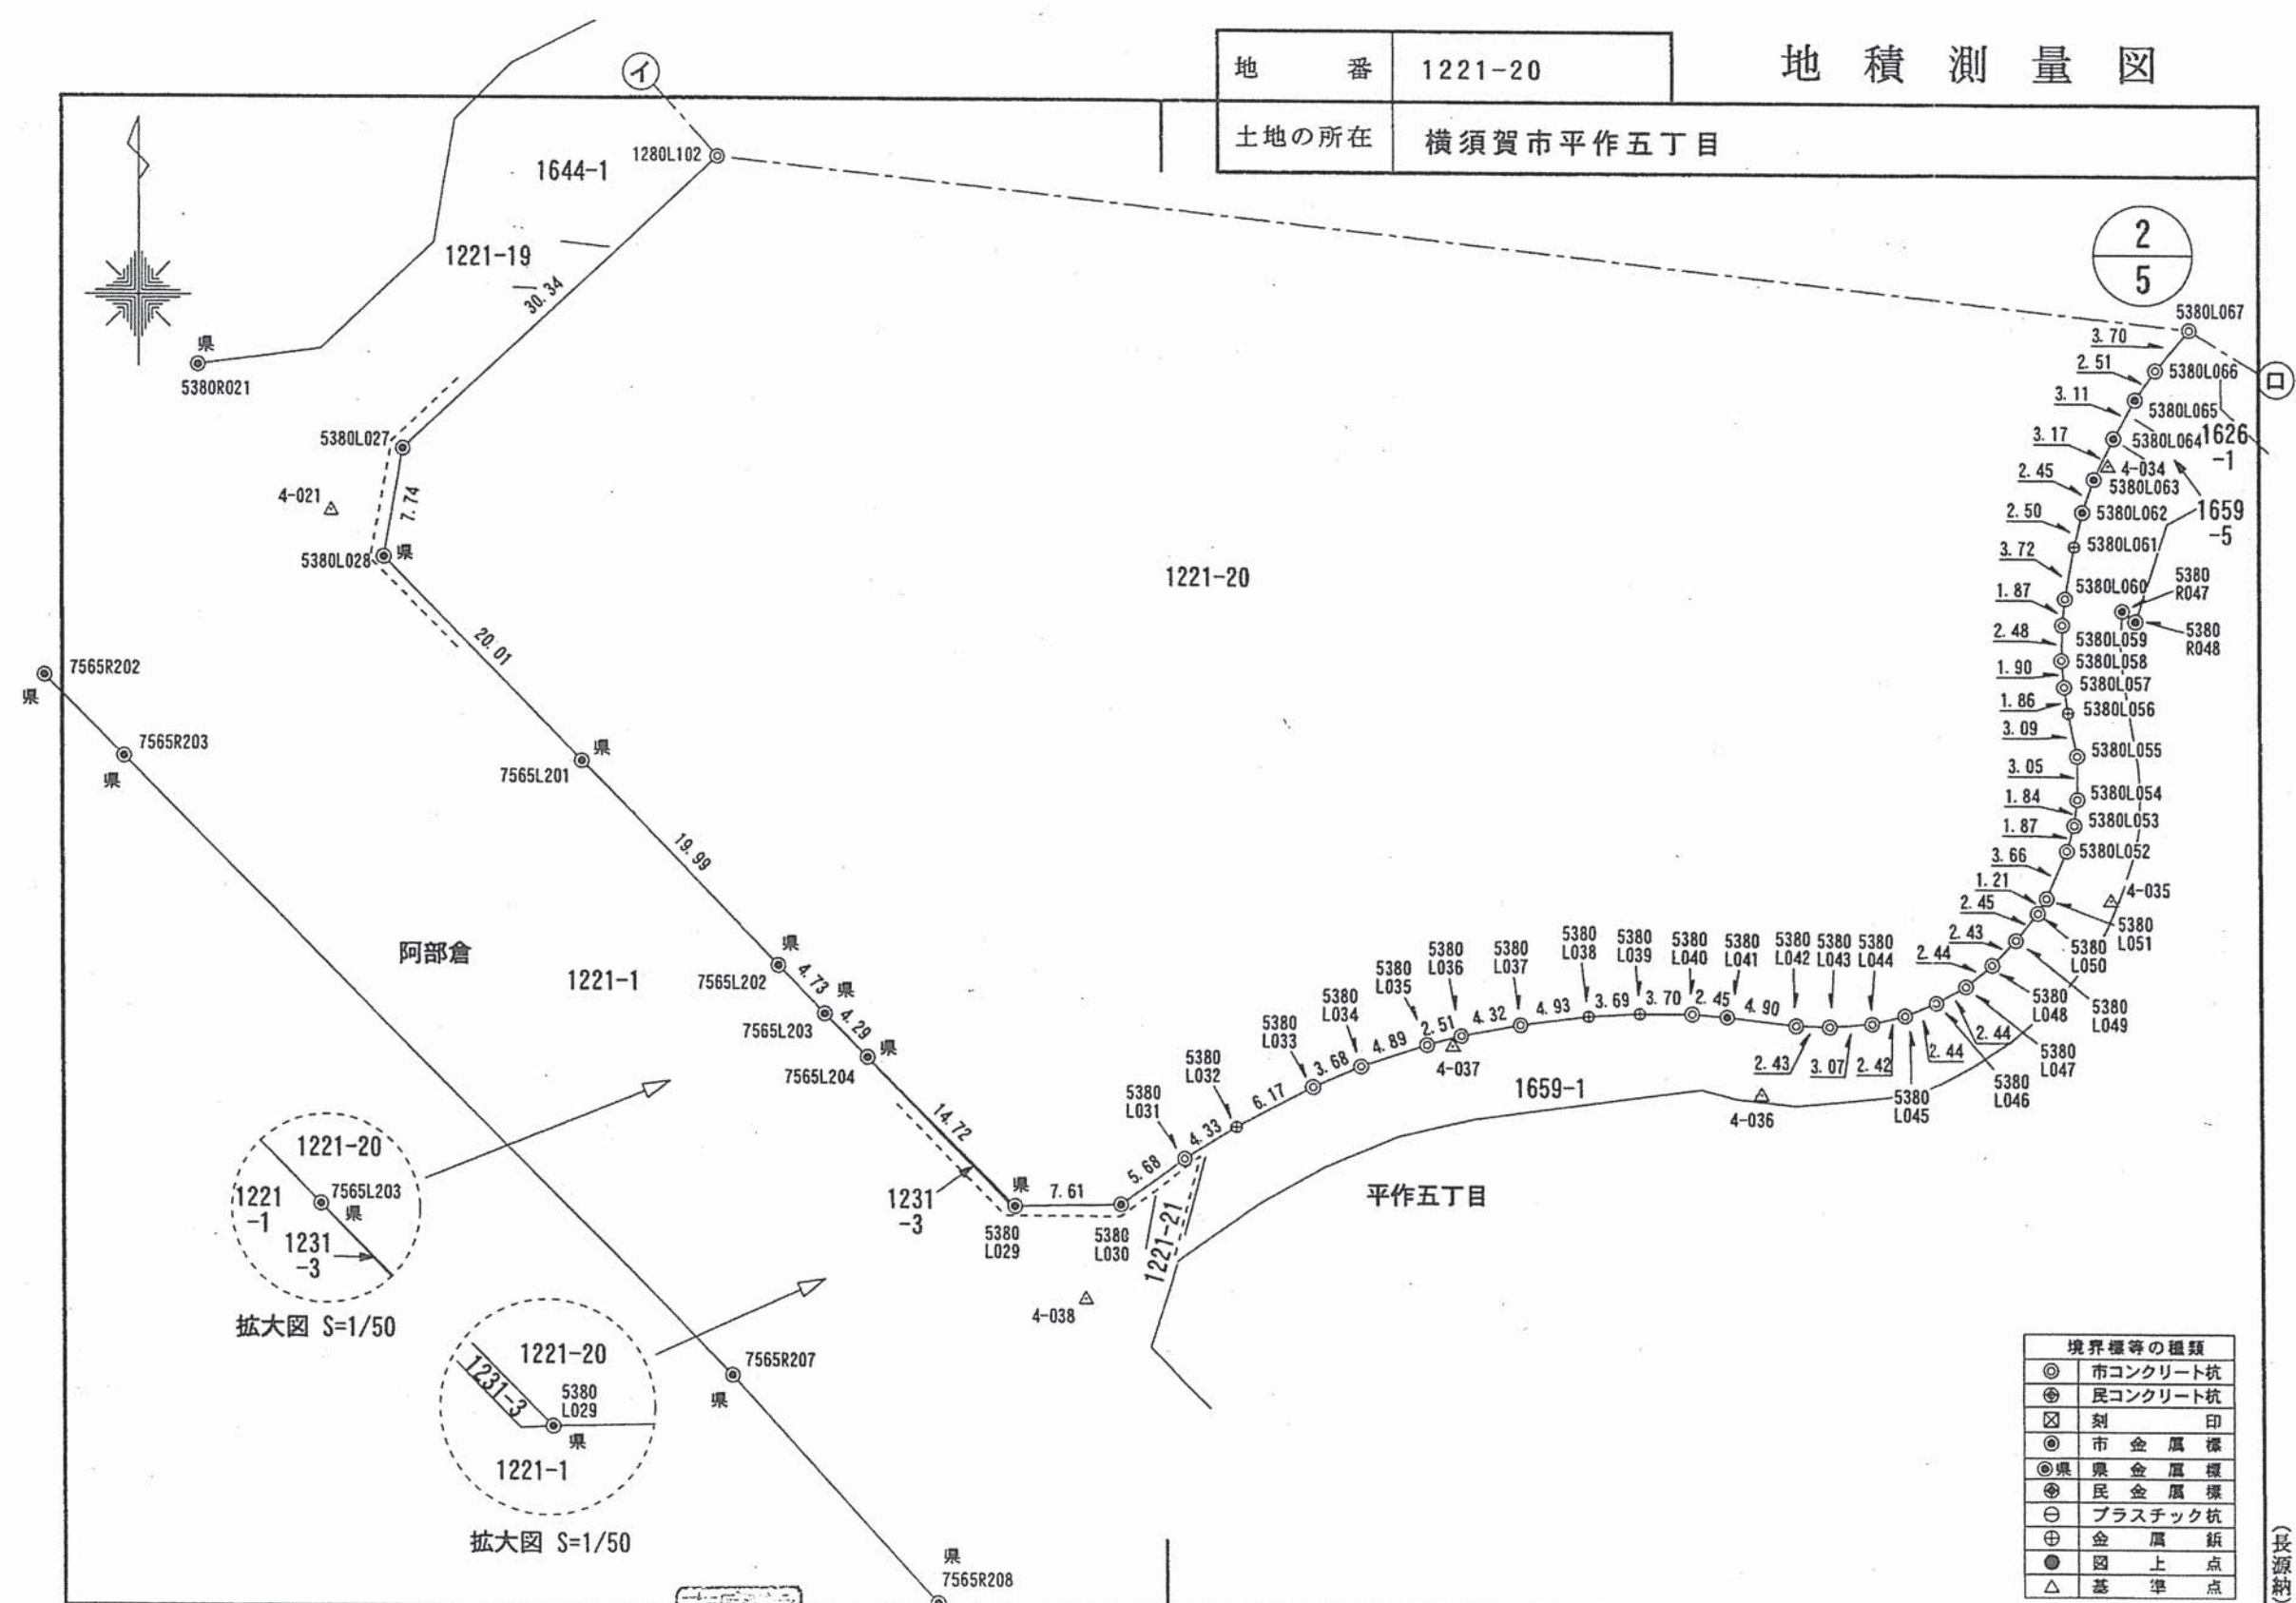 地積測量図
地番 1221-20
土地の所在 横須賀市平作五丁目
2
5
イ
1280L102
1644-1
1221-19
30.34
県
5380R021
5380L027
7.74
4-021
5380L028
県
20.01
1221-20
7565R202
県
7565R203
県
県
7565L201
19.99
阿部倉
1221-1
県
7565L202
4.73
県
7565L203
4.29
県
7565L204
14.72
1231
-3
県
5380
L029
7.61
5380
L030
5.68
5380
L031
4.33
5380
L032
6.17
5380
L033
3.68
5380
L034
4.89
5380
L035
2.51
5380
L036
4.32
4-037
5380
L037
4.93
5380
L038
3.69
5380
L039
3.70
5380
L040
2.45
5380
L041
4.90
5380
L042
2.43
5380
L043
3.07
5380
L044
2.42
5380
L045
2.44
5380
L046
2.44
5380
L047
2.44
5380
L048
2.43
5380
L049
2.45
5380
L050
1.21
5380
L051
3.66
4-035
5380L052
1.87
5380L053
1.84
5380L054
3.05
5380L055
3.09
5380L056
1.86
5380L057
1.90
5380L058
2.48
5380L059
1.87
5380L060
3.72
5380L061
2.50
5380L062
2.45
5380L063
3.17
4-034
5380L064
3.11
5380L065
2.51
5380L066
3.70
5380L067
ロ
1626
-1
1659
-5
5380
R047
5380
R048
1659-1
4-036
平作五丁目
1221-21
4-038
1221-20
7565L203
県
1221
-1
1231
-3
拡大図 S=1/50
1221-20
1231-3
5380
L029
県
1221-1
拡大図 S=1/50
7565R207
県
県
7565R208
境界標等の種類
市コンクリート杭
民コンクリート杭
刻印
市金属標
県 県金属標
民金属標
プラスチック杭
金属鋲
図上点
基準点
(長源納)